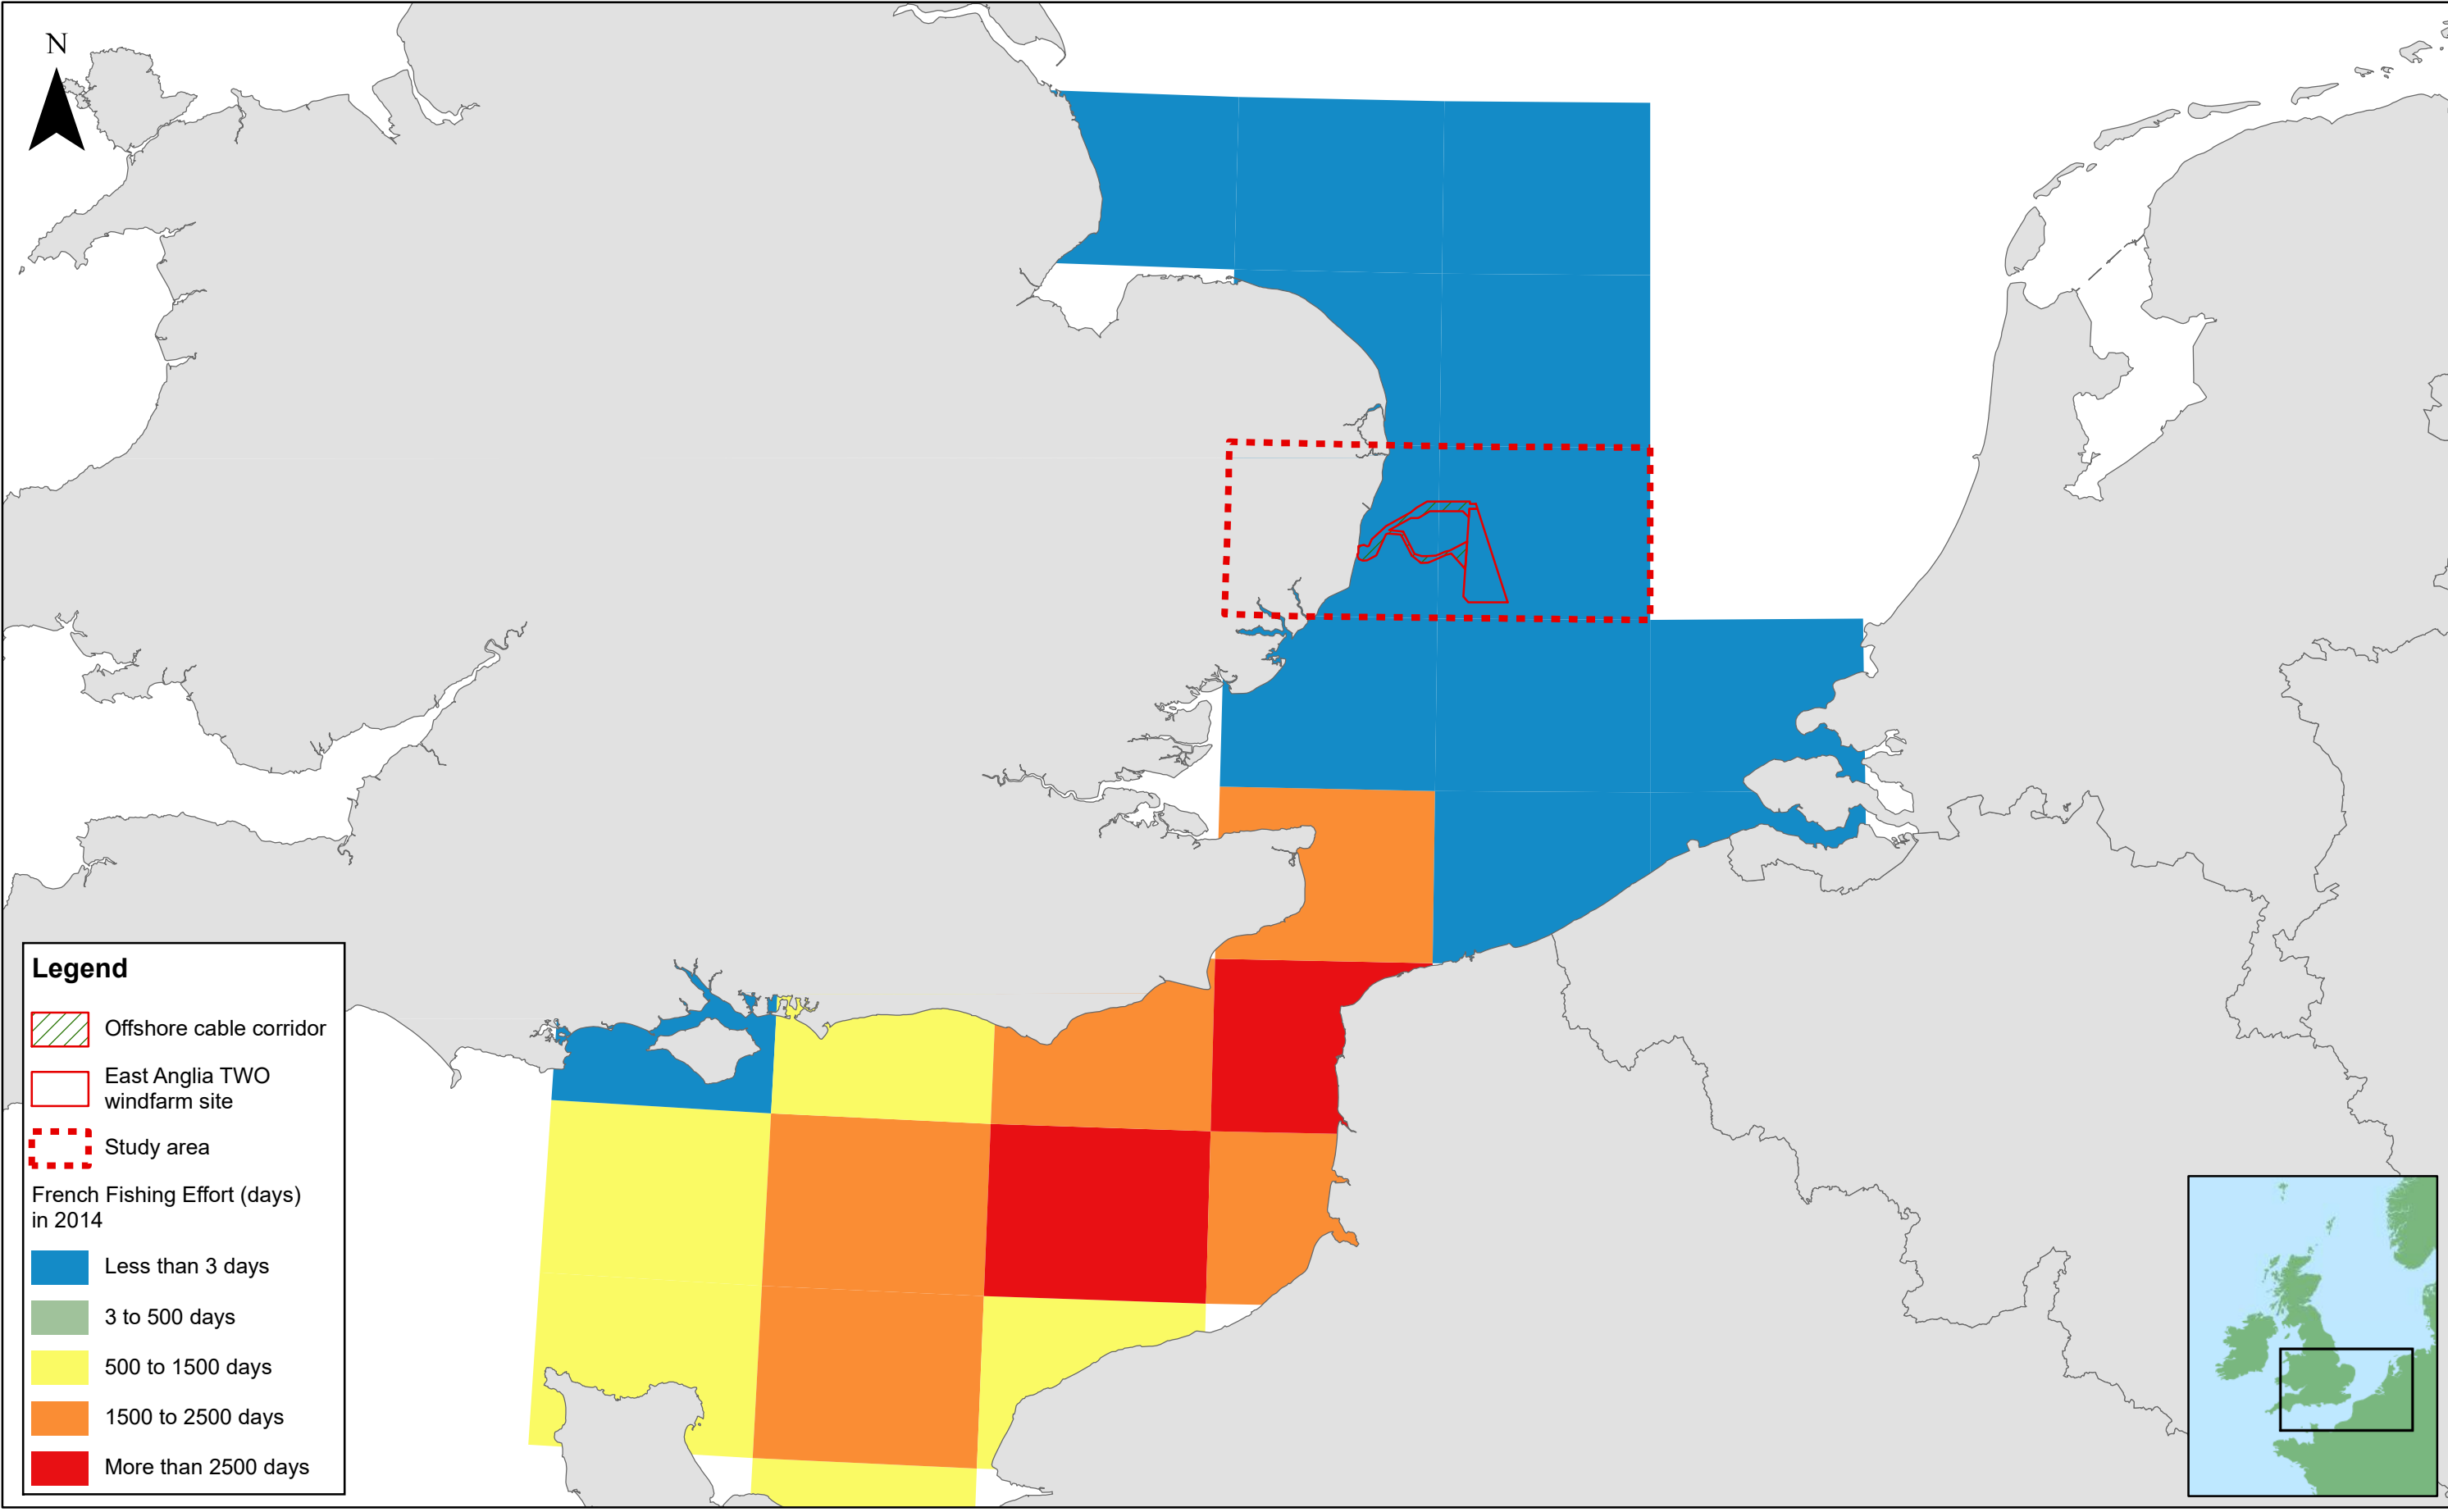 N
Legend
Offshore cable corridor
East Anglia TWO
windfarm site
Study area
French Fishing Effort (days)
in 2014
Less than 3 days
3 to 500 days
500 to 1500 days
1500 to 2500 days
More than 2500 days